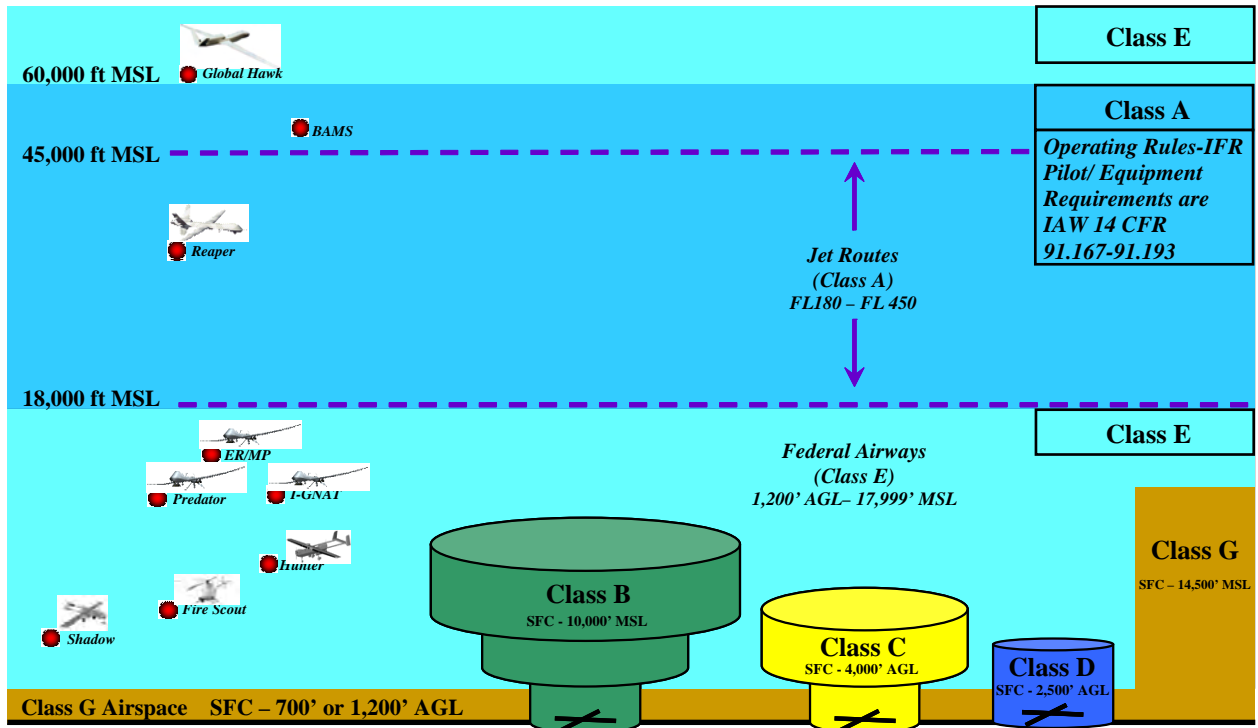 Class E
Global Hawk
60,000 ft MSL
Class A
BAMS
45,000 ft MSL
Operating Rules-IFR
Pilot/ Equipment
Requirements are
IAW 14 CFR
91.167-91.193
Reaper
Jet Routes
(Class A)
FL180 – FL 450
18,000 ft MSL
Class E
ER/MP
Federal Airways
(Class E)
1,200’ AGL– 17,999’ MSL
Predator
I-GNAT
Hunter
Class G
SFC – 14,500’ MSL
Class B
SFC - 10,000’ MSL
Fire Scout
Shadow
Class C
SFC - 4,000’ AGL
Class D
SFC - 2,500’ AGL
Class G Airspace SFC – 700’ or 1,200’ AGL